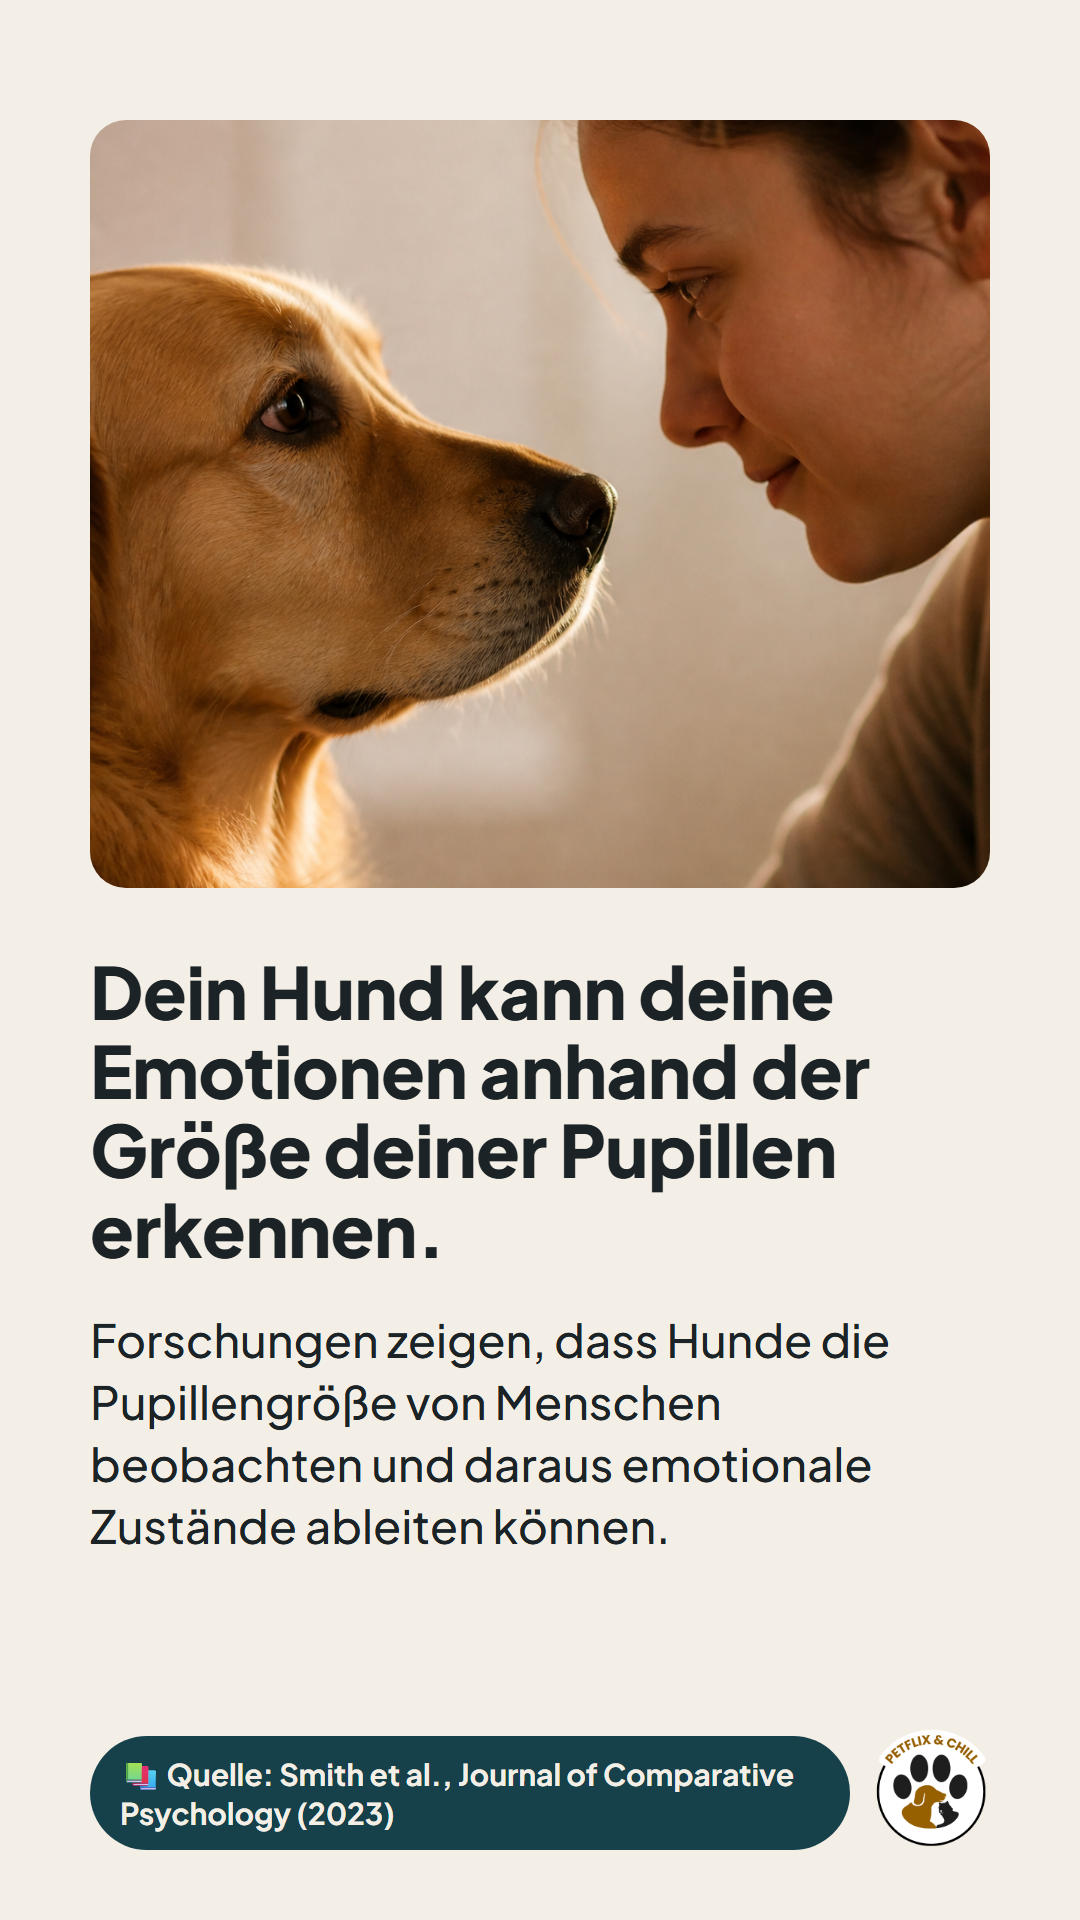 Dein Hund kann deine
Emotionen anhand der
Größe deiner Pupillen
erkennen.
Forschungen zeigen, dass Hunde die
Pupillengröße von Menschen
beobachten und daraus emotionale
Zustände ableiten können.
Quelle: Smith et al., Journal of Comparative
Psychology (2023)
PETFLIX & CHILL